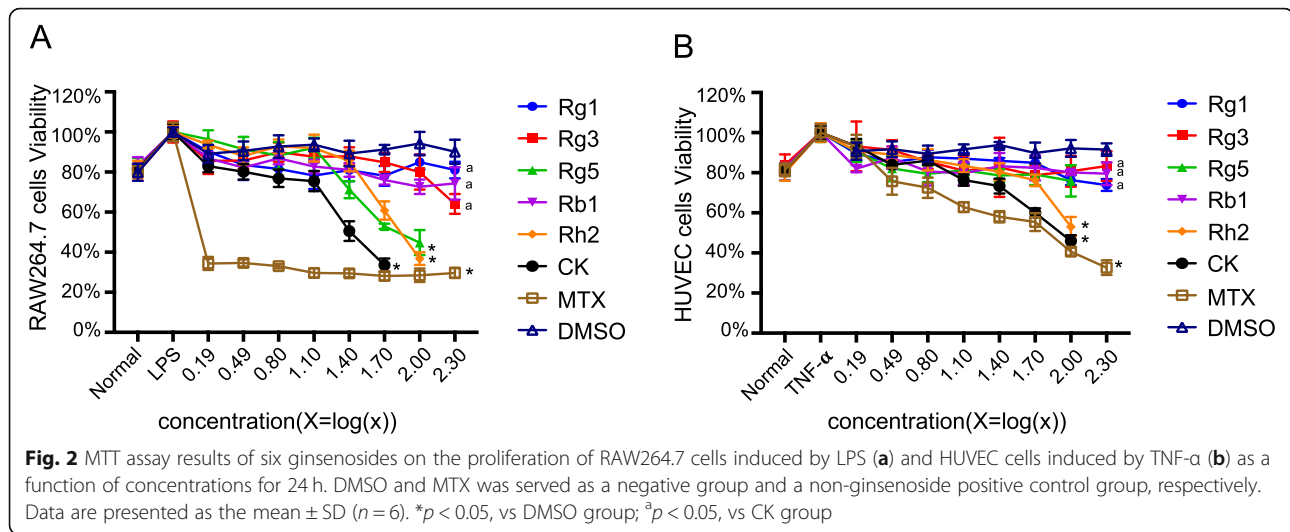 A
RAW264.7 cells Viability
120%
100%
80%
60%
40%
20%
0%
Normal
LPS
0.19
0.49
0.80
1.10
1.40
1.70
2.00
2.30
concentration(X=log(x))
a
a
a
*
*
*
*
Rg1
Rg3
Rg5
Rb1
Rh2
CK
MTX
DMSO
B
HUVEC cells Viability
120%
100%
80%
60%
40%
20%
0%
Normal
TNF-α
0.19
0.49
0.80
1.10
1.40
1.70
2.00
2.30
concentration(X=log(x))
a
a
a
*
*
*
Rg1
Rg3
Rg5
Rb1
Rh2
CK
MTX
DMSO
Fig. 2 MTT assay results of six ginsenosides on the proliferation of RAW264.7 cells induced by LPS (a) and HUVEC cells induced by TNF-α (b) as a
function of concentrations for 24 h. DMSO and MTX was served as a negative group and a non-ginsenoside positive control group, respectively.
Data are presented as the mean ± SD (n = 6). *p < 0.05, vs DMSO group; ap < 0.05, vs CK group